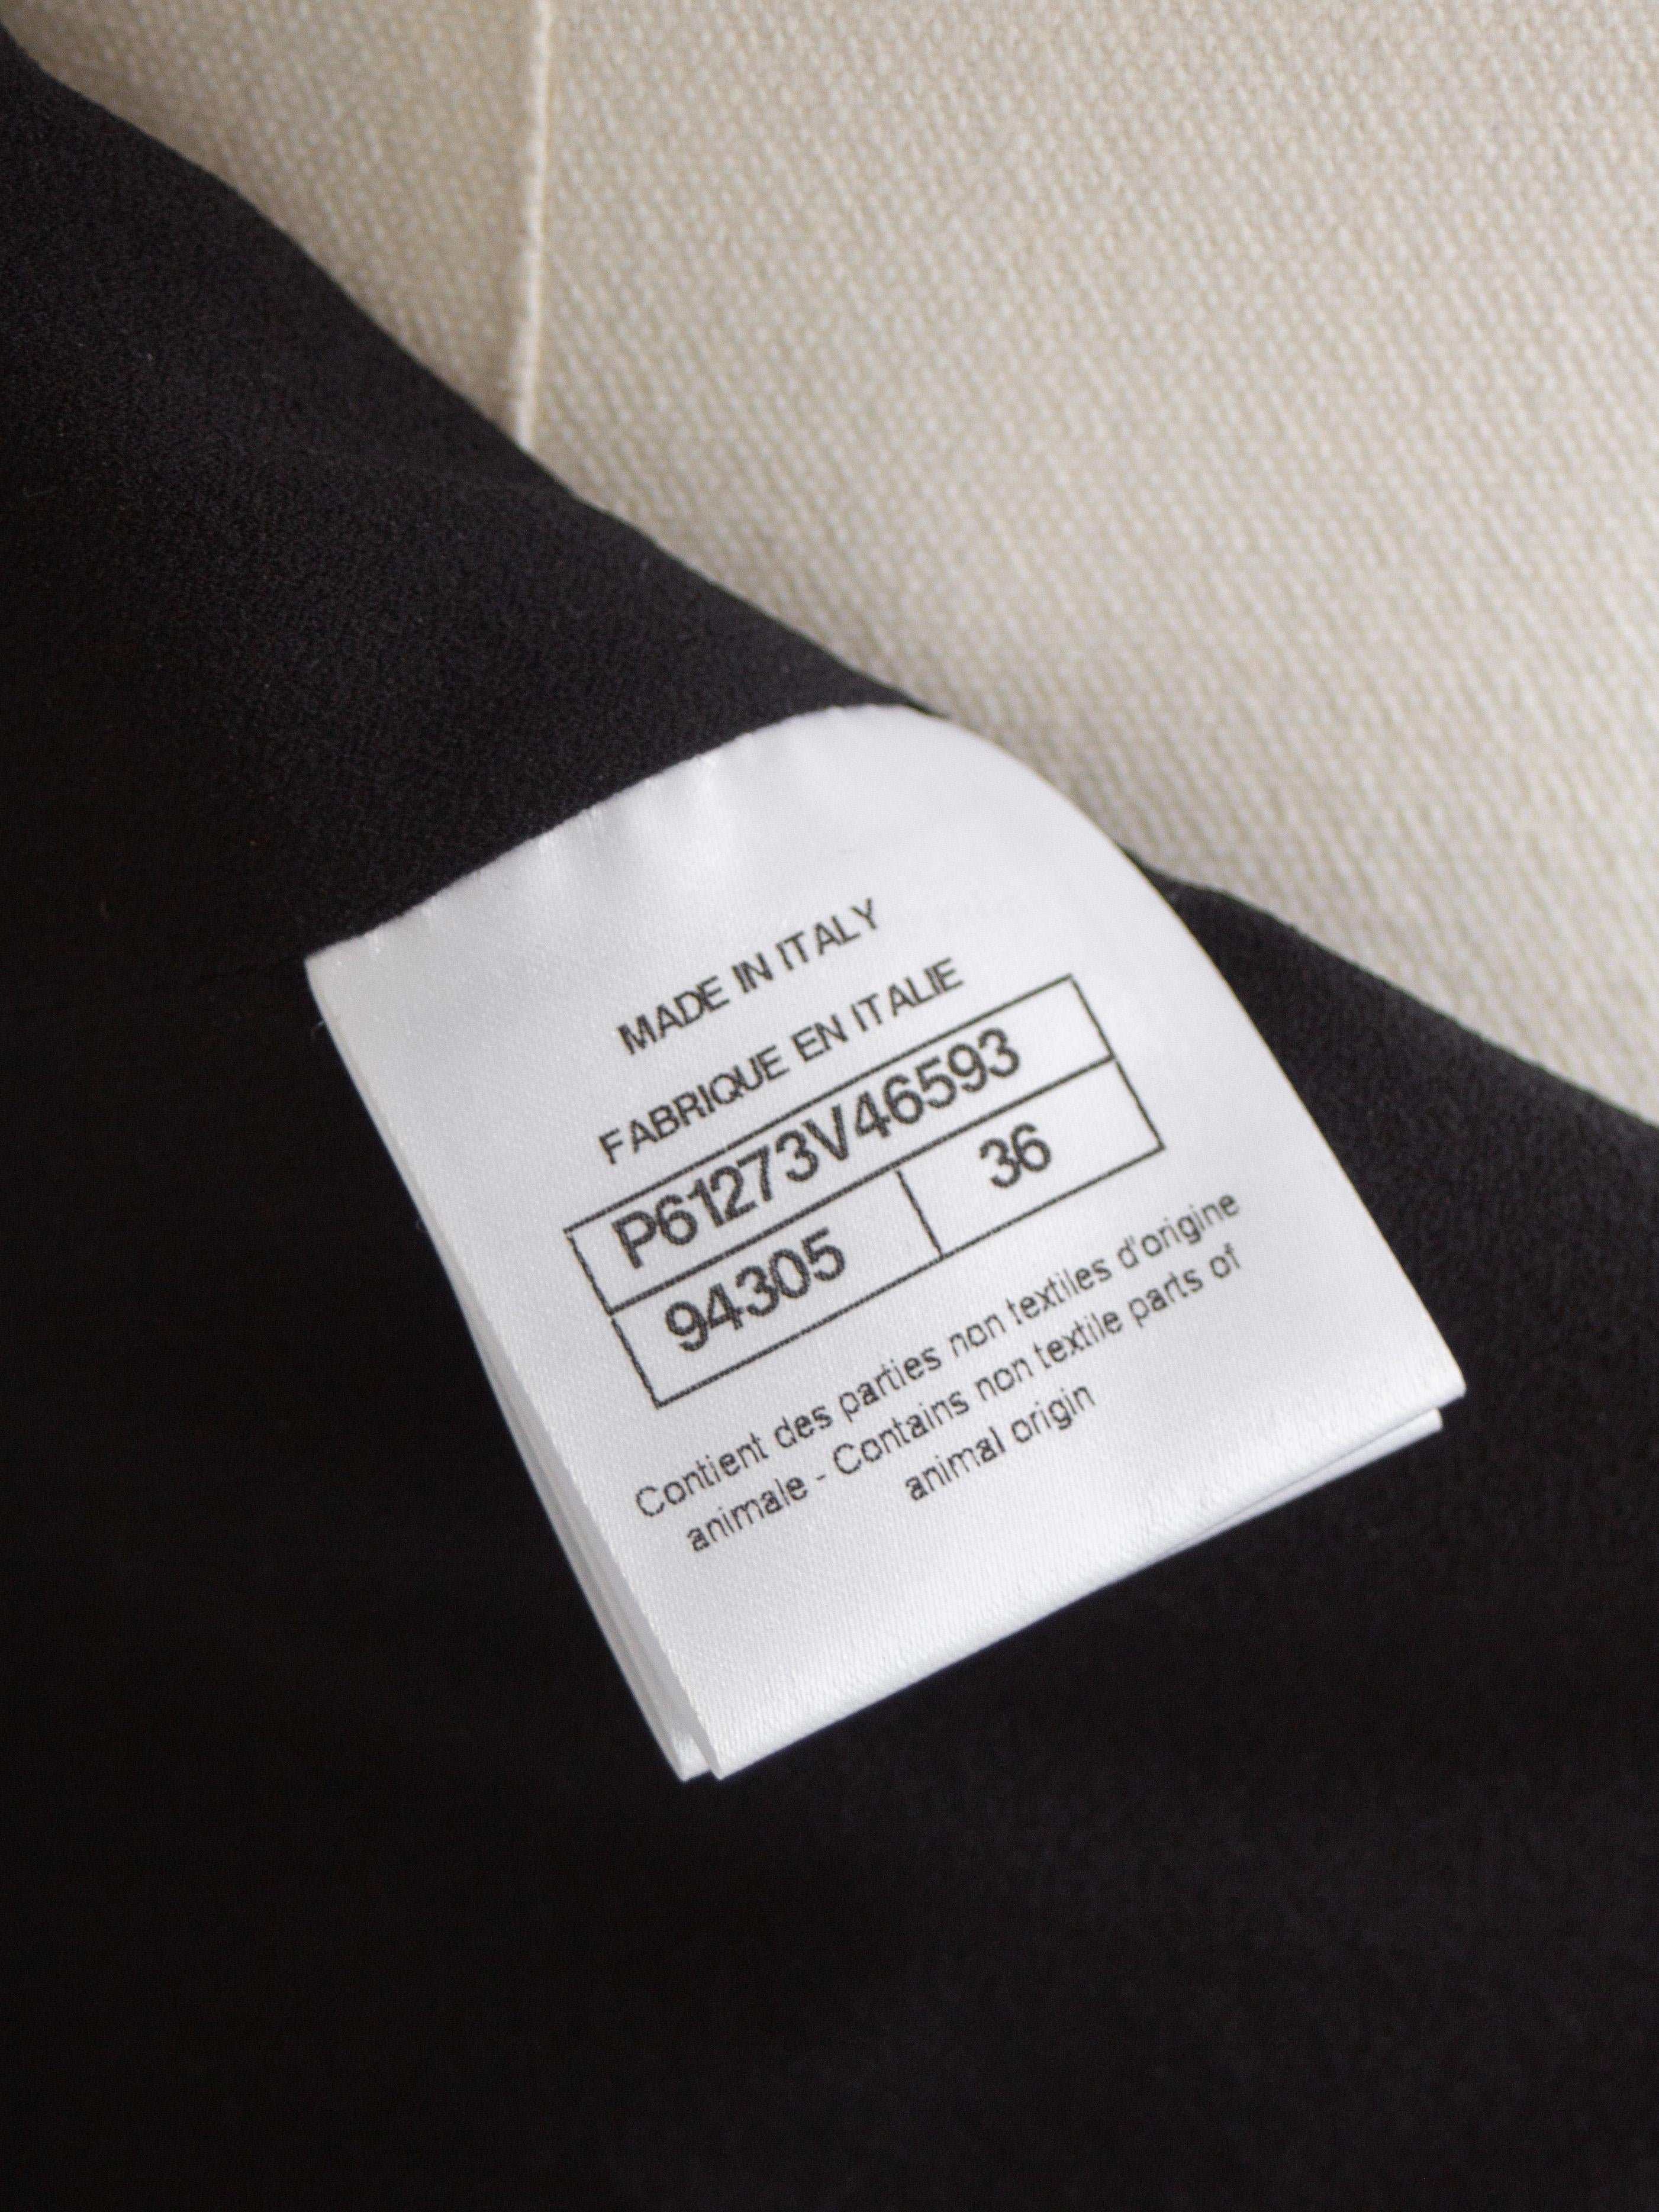 MADE IN ITALY
FABRIQUE EN ITALIE
P61273V46593
94305 36
Contient des parties non textiles d'origine
animale - Contains non textile parts of
animal origin